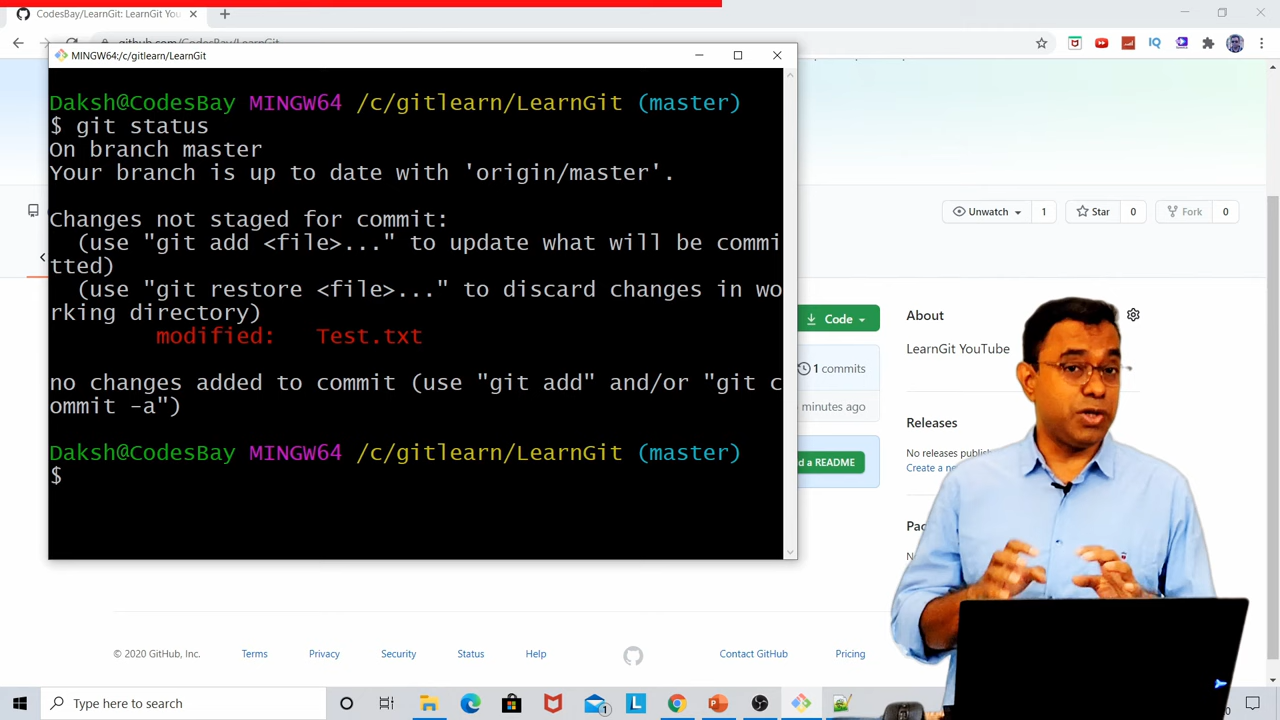 CodesBay/LearnGit: LearnGit You
MINGW64:/c/gitlearn/LearnGit
Daksh@CodesBay MINGW64 /c/gitlearn/LearnGit (master)
$ git status
On branch master
Your branch is up to date with 'origin/master'.
Changes not staged for commit:
(use "git add <file>..." to update what will be commi
tted)
(use "git restore <file>..." to discard changes in wo
rking directory)
modified: Test.txt
no changes added to commit (use "git add" and/or "git c
ommit -a")
Daksh@CodesBay MINGW64 /c/gitlearn/LearnGit (master)
$
Unwatch 1 Star 0 Fork 0
Code
1 commits
minutes ago
README
About
LearnGit YouTube
Releases
No releases
Create a
© 2020 GitHub, Inc. Terms Privacy Security Status Help Contact GitHub Pricing
Type here to search
1